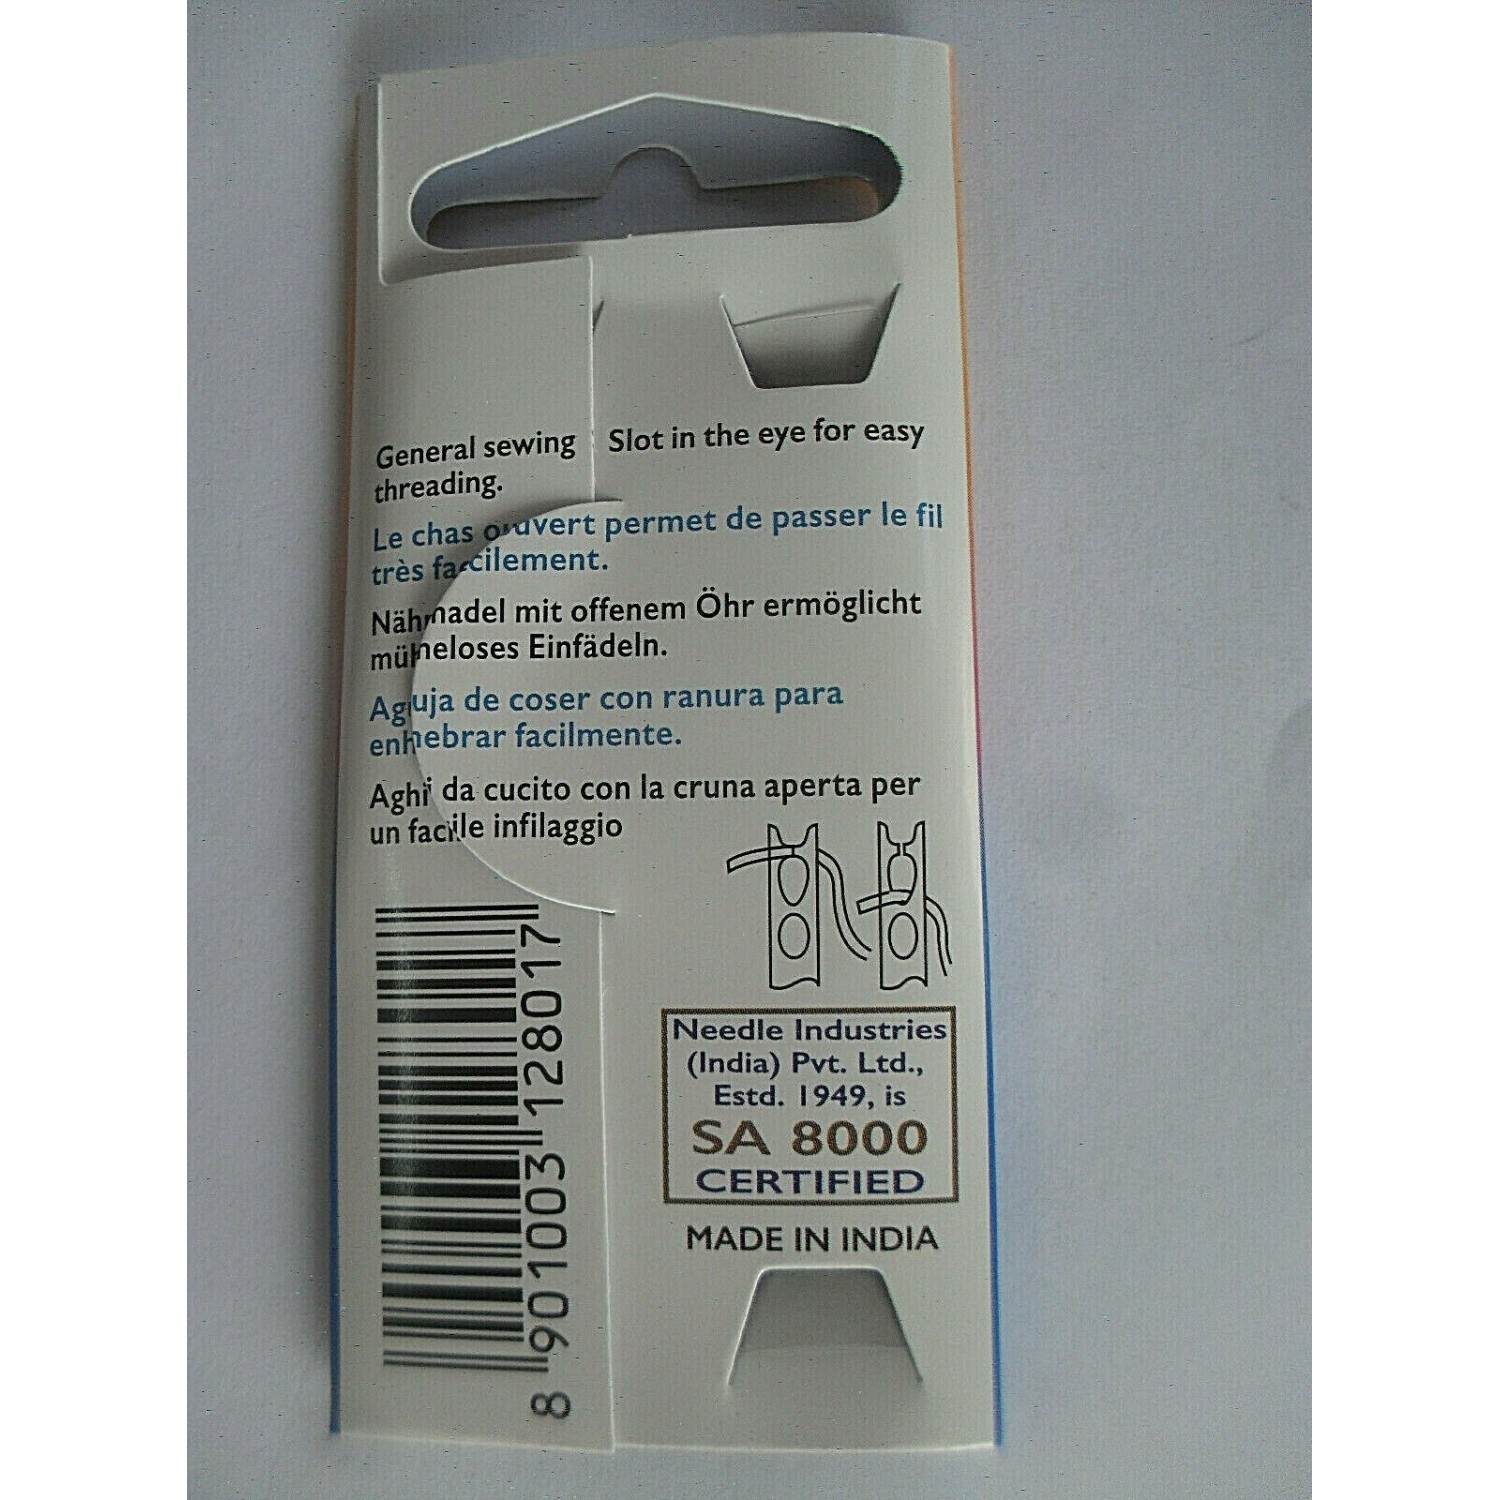 General sewing Slot in the eye for easy
threading.
Le chas ouvert permet de passer le fil
très facilement.
Nähnadel mit offenem Öhr ermöglicht
müheloses Einfädeln.
Aguja de coser con ranura para
enhebrar facilmente.
Aghi da cucito con la cruna aperta per
un facile infilaggio
8 901003 128017
Needle Industries
(India) Pvt. Ltd.,
Estd. 1949, is
SA 8000
CERTIFIED
MADE IN INDIA